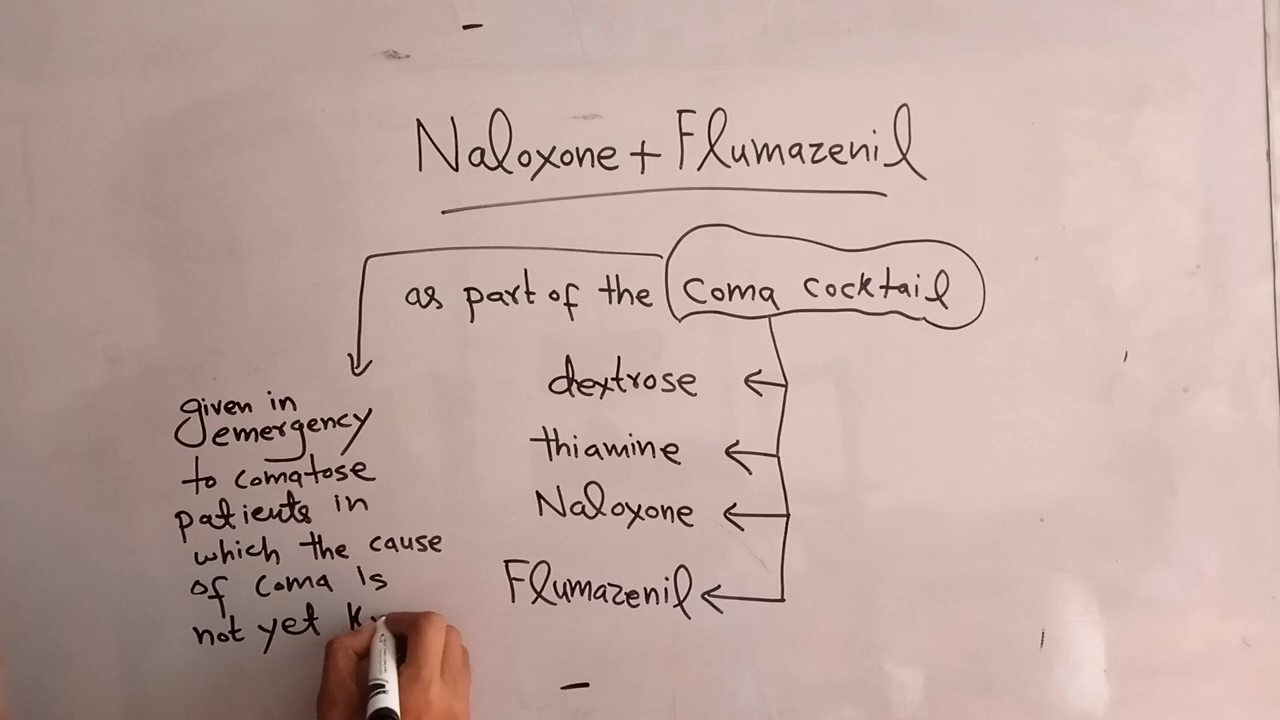 Naloxone + Flumazenil
as part of the coma cocktail
dextrose
thiamine
Naloxone
Flumazenil
given in
emergency
to comatose
patients in
which the cause
of coma is
not yet